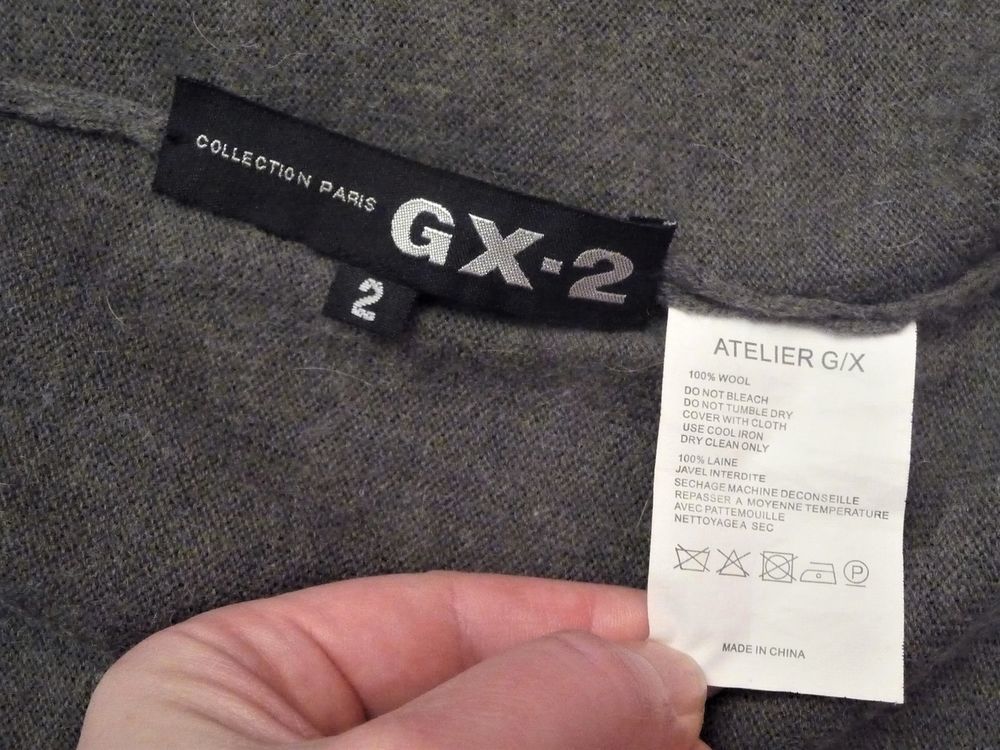 COLLECTION PARIS GX-2
2
ATELIER G/X
100% WOOL
DO NOT BLEACH
DO NOT TUMBLE DRY
COVER WITH CLOTH
USE COOL IRON
DRY CLEAN ONLY
100% LAINE
JAVEL INTERDITE
SECHAGE MACHINE DECONSEILLE
REPASSER A MOYENNE TEMPERATURE
AVEC PATTEMOUILLE
NETTOYAGE A SEC
P
MADE IN CHINA